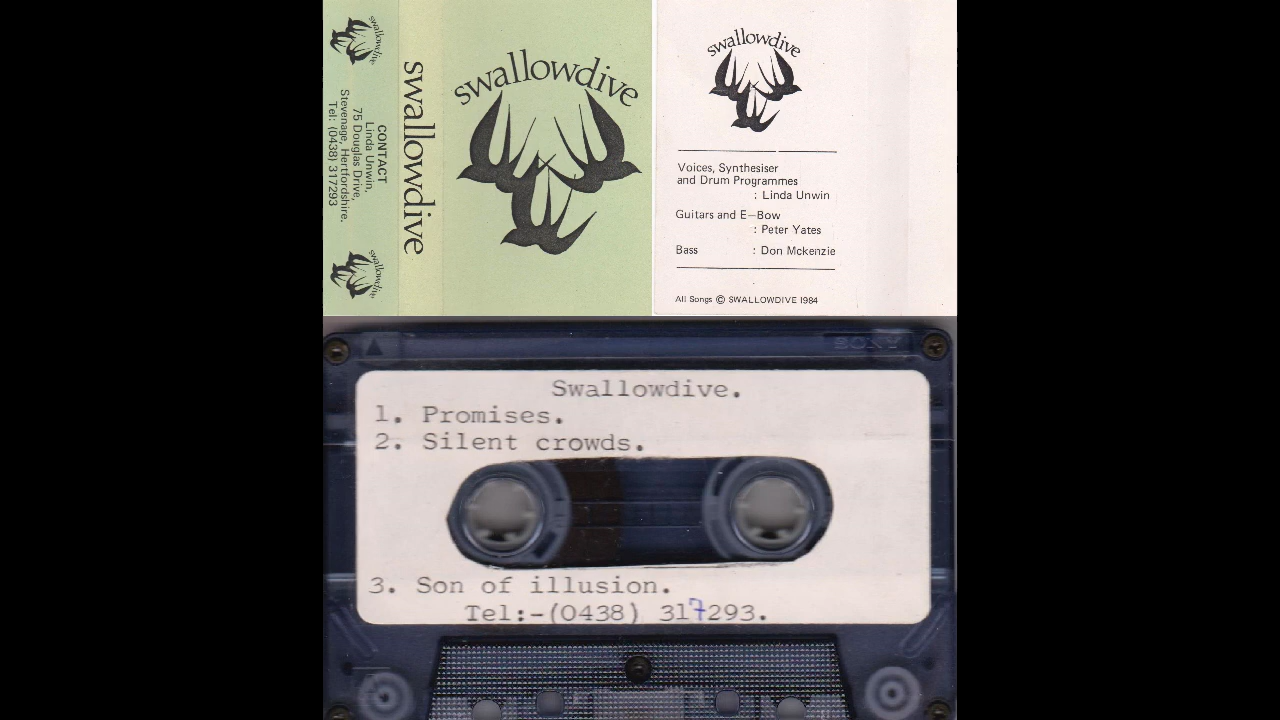 swallowdive
CONTACT
Linda Unwin,
75 Douglas Drive,
Stevenage, Hertfordshire.
Tel: (0438) 317293
swallowdive
swallowdive
swallowdive
swallowdive
Voices, Synthesiser
and Drum Programmes
: Linda Unwin
Guitars and E-Bow
: Peter Yates
Bass : Don Mckenzie
All Songs © SWALLOWDIVE 1984
SONY
Swallowdive.
1. Promises.
2. Silent crowds.
3. Son of illusion.
Tel:-(0438) 317293.